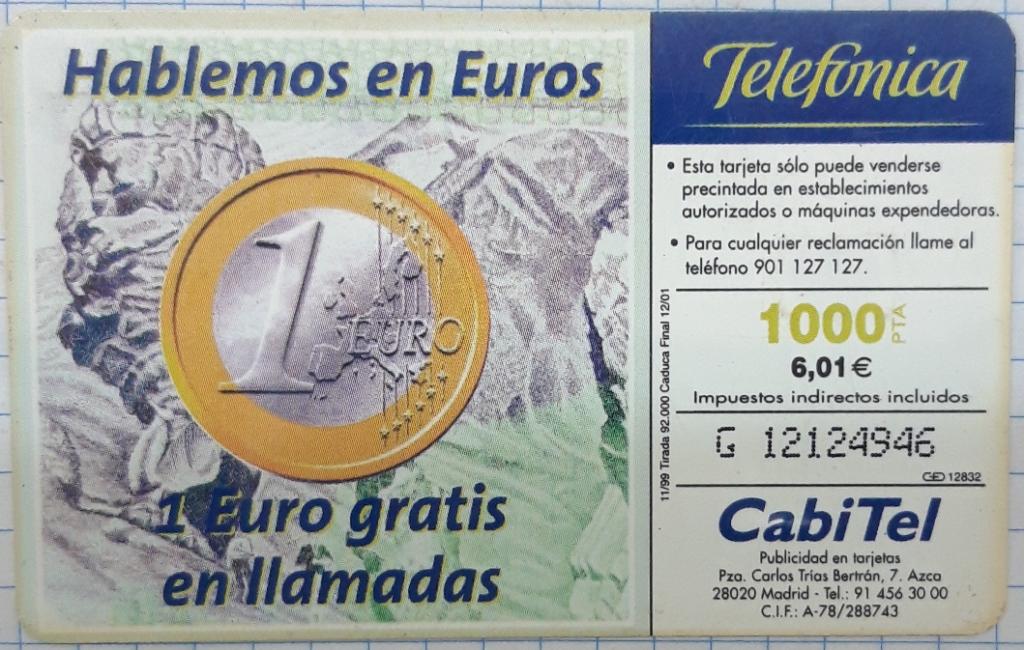 Hablemos en Euros
1
EURO
1 Euro gratis
en llamadas
Telefónica
• Esta tarjeta sólo puede venderse
precintada en establecimientos
autorizados o máquinas expendedoras.
• Para cualquier reclamación llame al
teléfono 901 127 127.
11/99 Tirada 92.000 Caduca Final 12/01
1000 PTA
6,01 €
Impuestos indirectos incluidos
G 12124946
12832
CabiTel
Publicidad en tarjetas
Pza. Carlos Trías Bertrán, 7. Azca
28020 Madrid - Tel.: 91 456 30 00
C.I.F.: A-78/288743